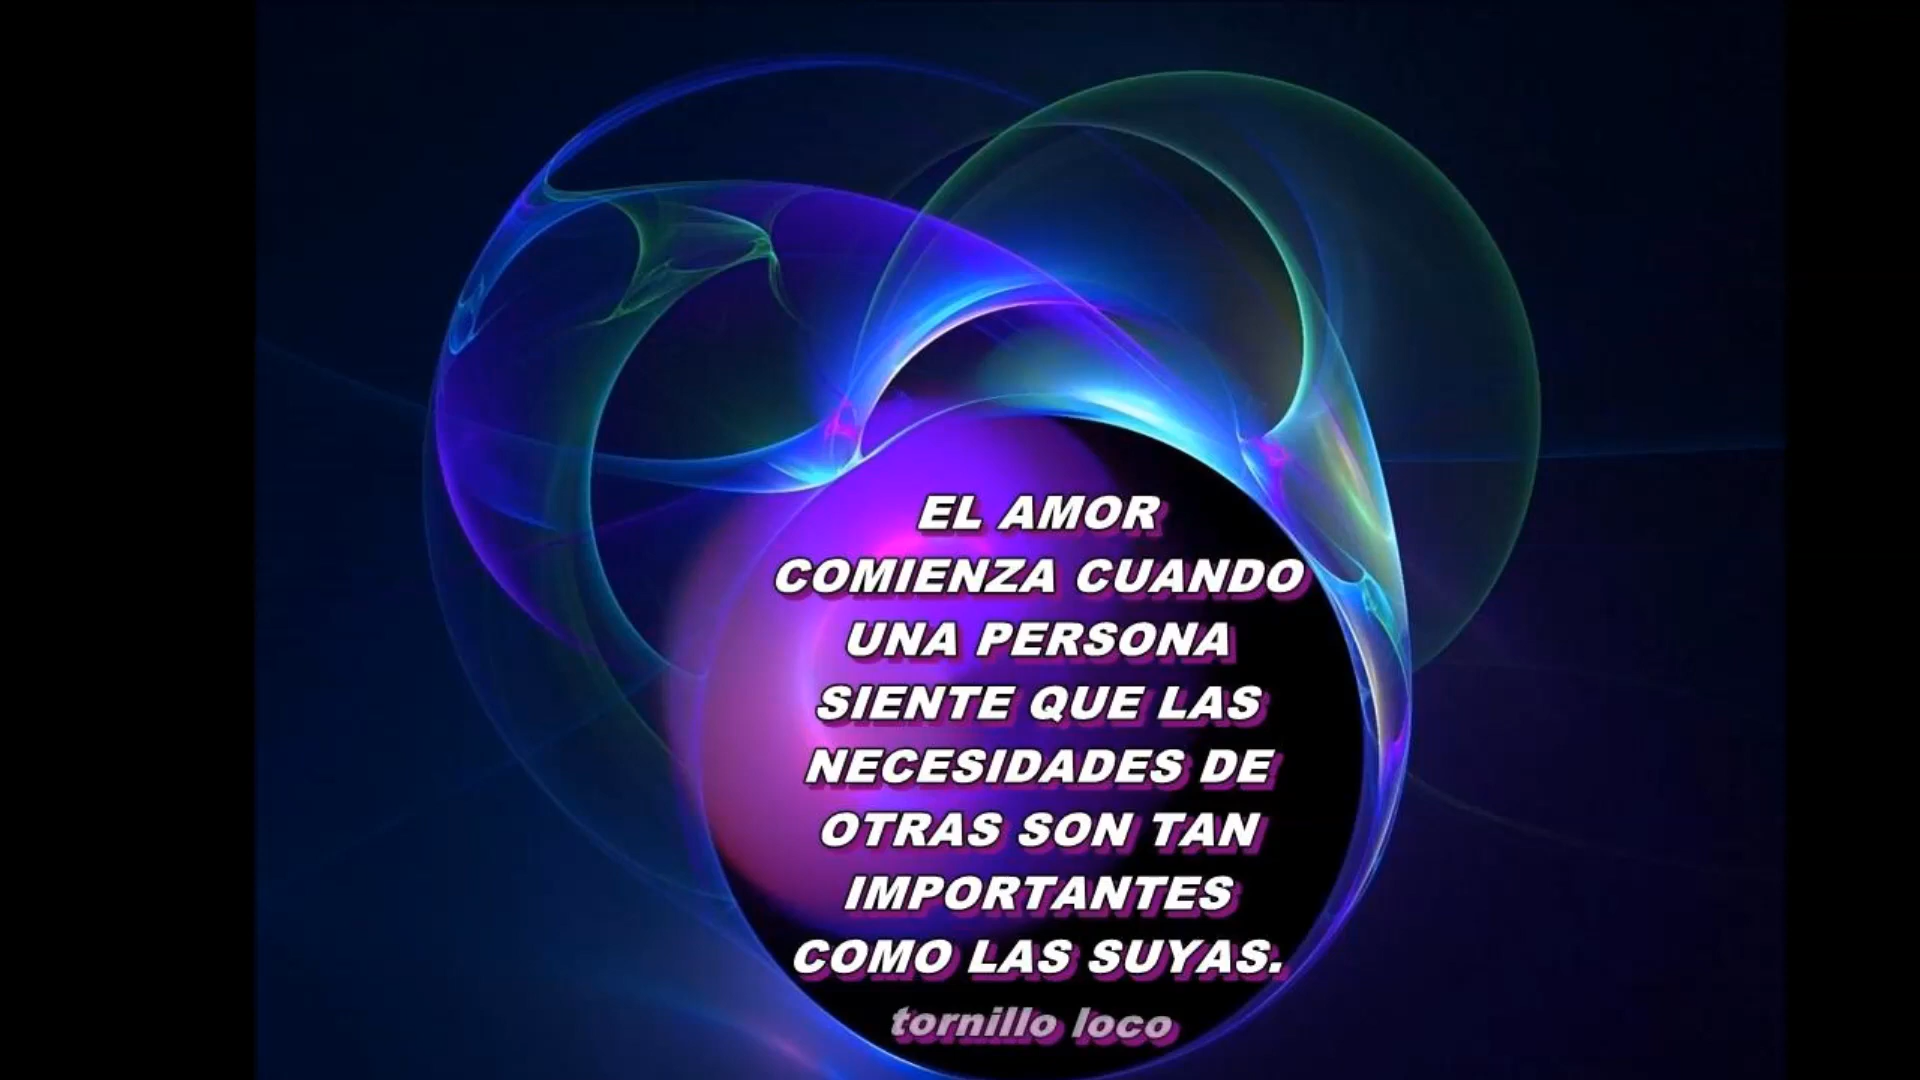 EL AMOR
COMIENZA CUANDO
UNA PERSONA
SIENTE QUE LAS
NECESIDADES DE
OTRAS SON TAN
IMPORTANTES
COMO LAS SUYAS.
tornillo loco